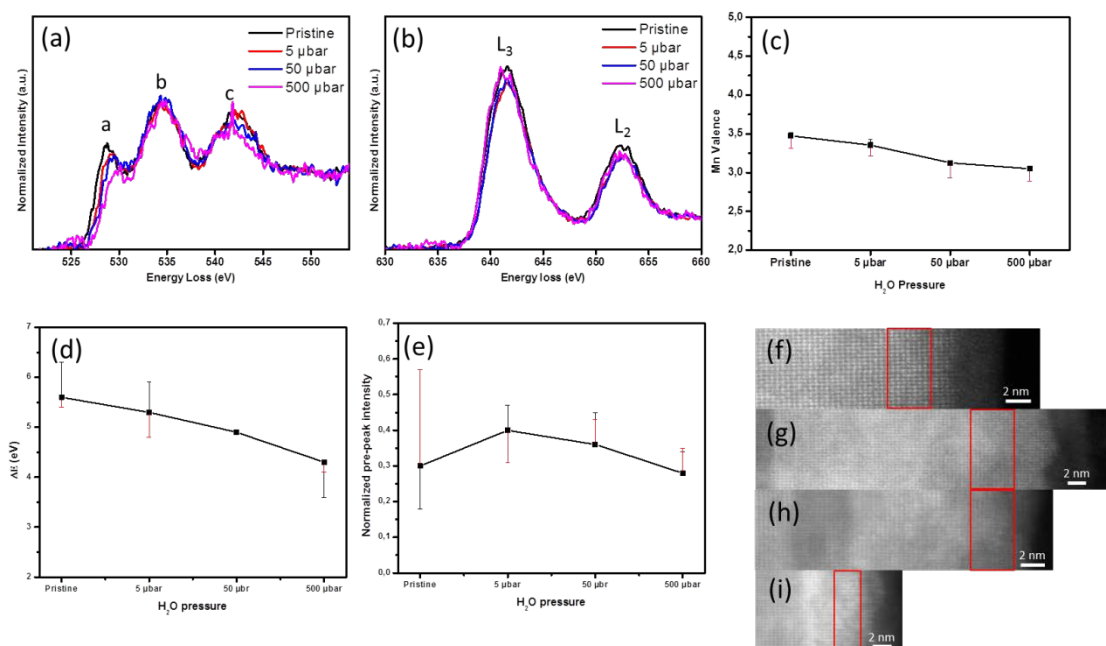 (a)
Pristine
5 µbar
50 µbar
500 µbar
a
b
c
Normalized Intensity (a.u.)
525 530 535 540 545 550
Energy Loss (eV)
(b)
L3
Pristine
5 µbar
50 µbar
500 µbar
L2
Normalized Intensity (a.u.)
630 635 640 645 650 655 660
Energy loss (eV)
(c)
5,0
4,5
4,0
3,5
3,0
2,5
2,0
Mn Valence
Pristine 5 µbar 50 µbar 500 µbar
H2O Pressure
(d)
7
6
5
4
3
2
ΔE (eV)
Pristine 5 µbar 50 µbr 500 µbar
H2O pressure
(e)
0,7
0,6
0,5
0,4
0,3
0,2
0,1
0,0
Normalized pre-peak intensity
Pristine 5 µbar 50 µbr 500 µbar
H2O pressure
(f)
2 nm
(g)
2 nm
(h)
2 nm
(i)
2 nm